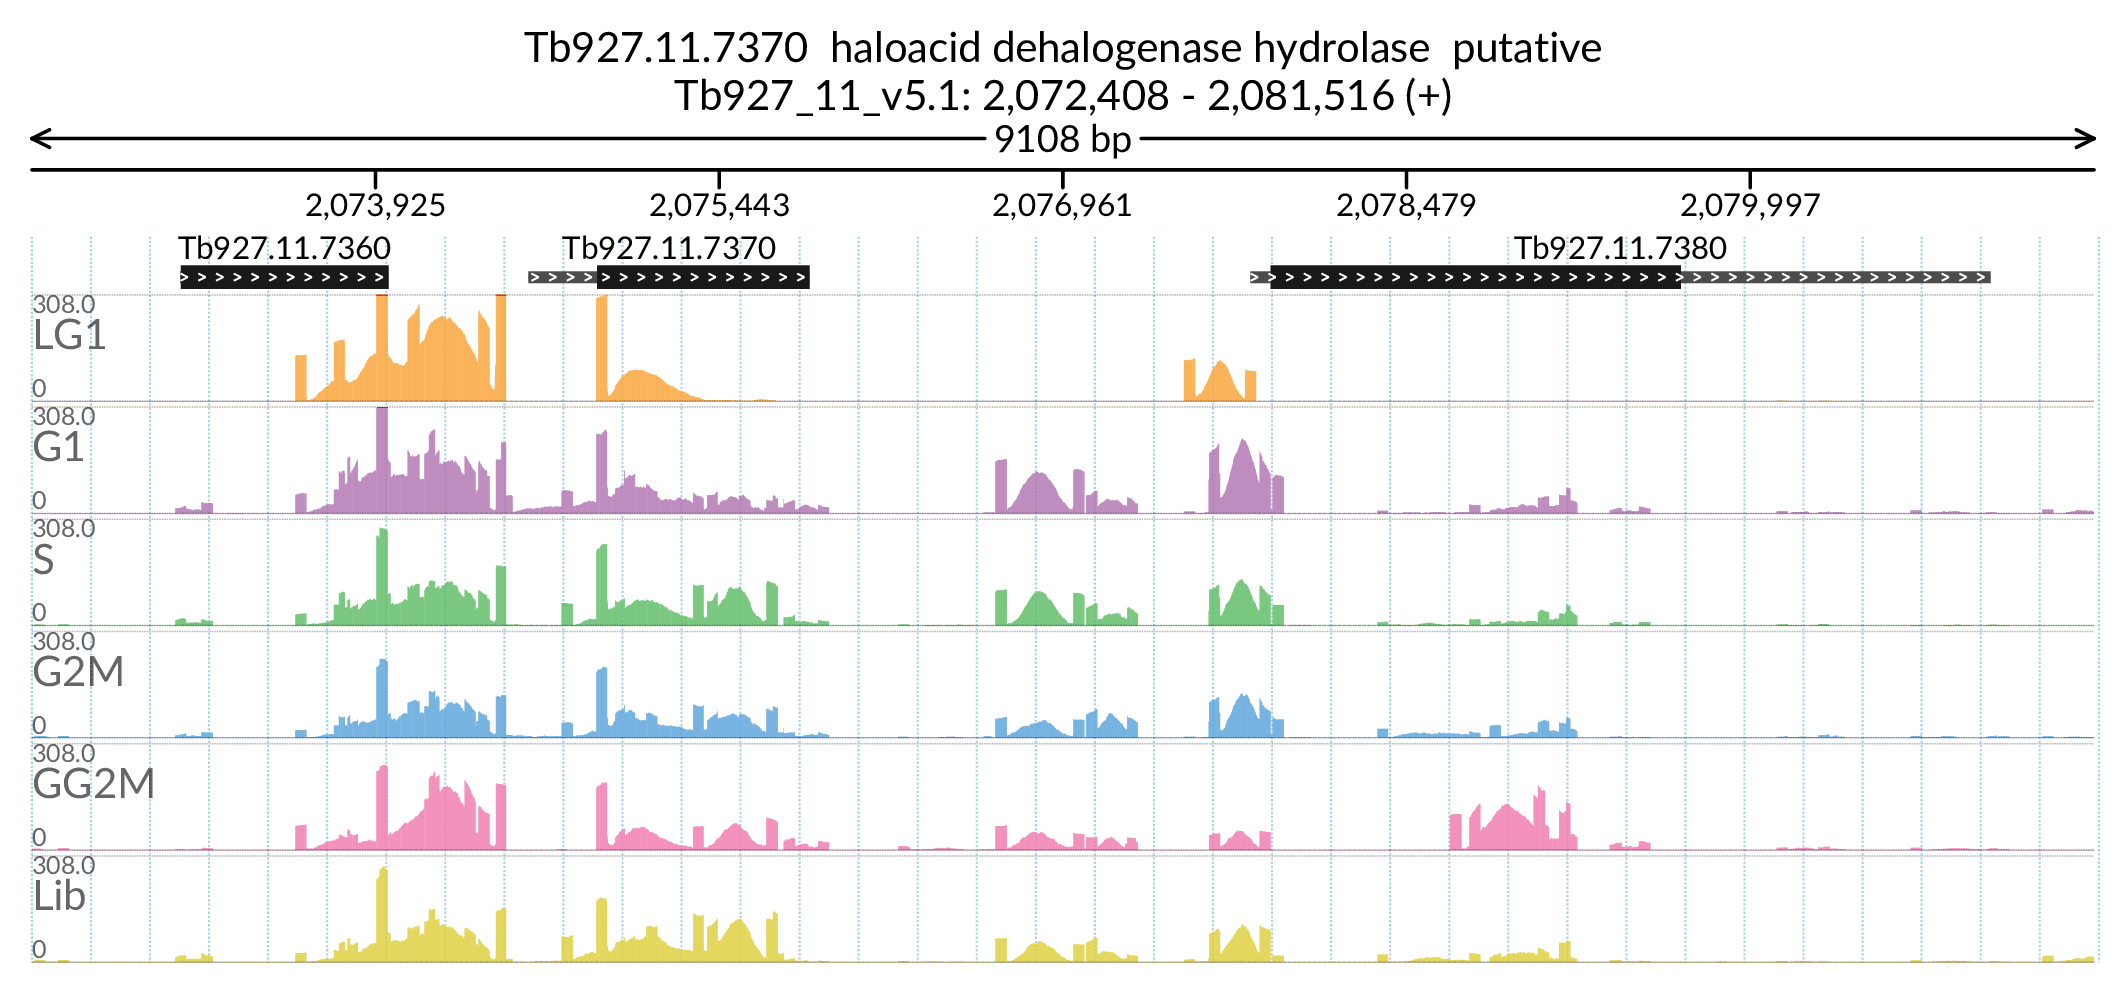 Tb927.11.7370 haloacid dehalogenase hydrolase putative
Tb927_11_v5.1: 2,072,408 - 2,081,516 (+)
9108 bp
2,073,925 2,075,443 2,076,961 2,078,479 2,079,997
Tb927.11.7360 Tb927.11.7370 Tb927.11.7380
308.0
LG1
0
308.0
G1
0
308.0
S
0
308.0
G2M
0
308.0
GG2M
0
308.0
Lib
0